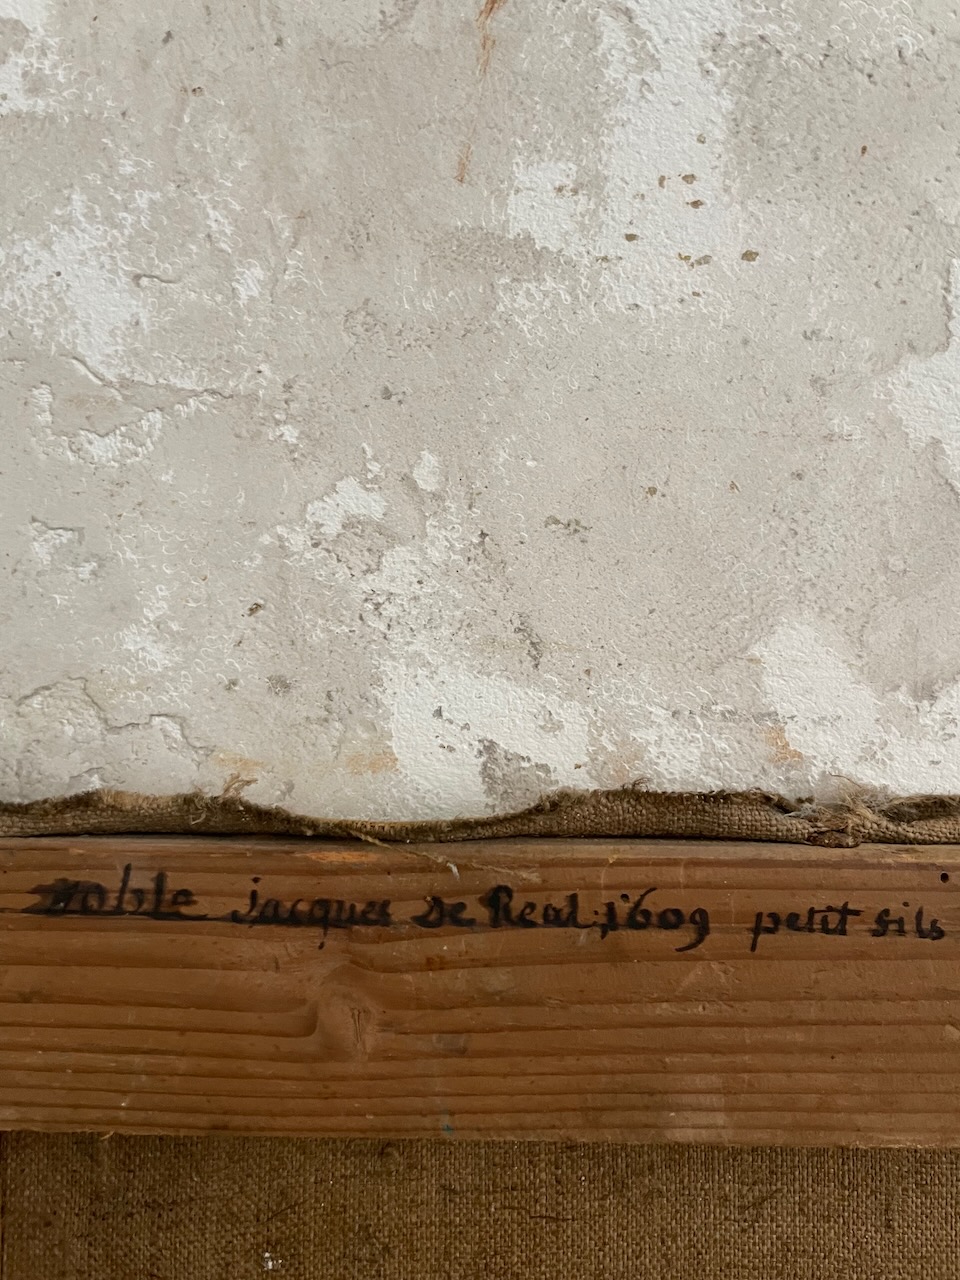 noble jacques De Real, 1609 petit fils